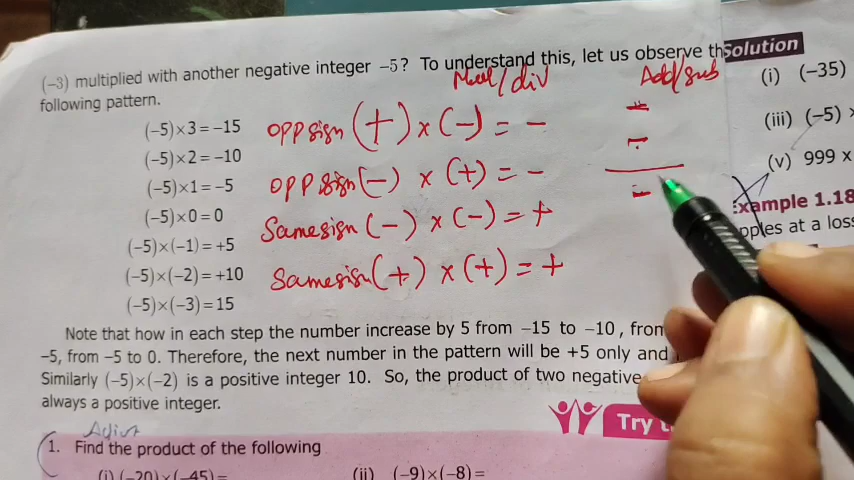 6
(-3) multiplied with another negative integer -5? To understand this, let us observe th
following pattern.
Mul/div
Add/sub
(-5)×3=-15
(-5)×2=-10
(-5)×1=-5
(-5)×0=0
(-5)×(-1)=+5
(-5)×(-2)=+10
(-5)×(-3)=15
opp sign (+) × (-) = -
opp sign (-) × (+) = -
Same sign (-) × (-) = +
Same sign (+) × (+) = +
-
-
Note that how in each step the number increase by 5 from -15 to -10, from
-5, from -5 to 0. Therefore, the next number in the pattern will be +5 only and
Similarly (-5)×(-2) is a positive integer 10. So, the product of two negative
always a positive integer.
Try t
1. Find the product of the following
(i) (-20)×(-45)=
(ii) (-9)×(-8)=
Solution
(i) (-35)
(iii) (-5)×
(v) 999 ×
Example 1.18
pples at a loss